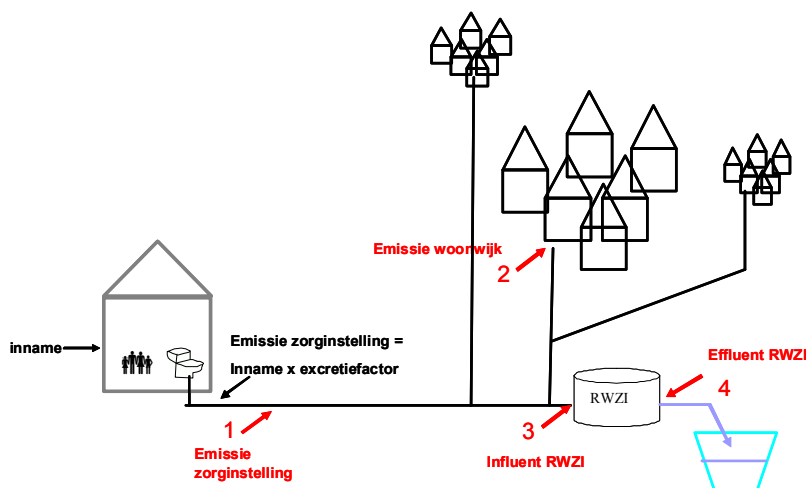 Emissie woonwijk
2
inname
Emissie zorginstelling =
Inname x excretiefactor
Effluent RWZI
4
RWZI
1
Emissie
zorginstelling
3
Influent RWZI